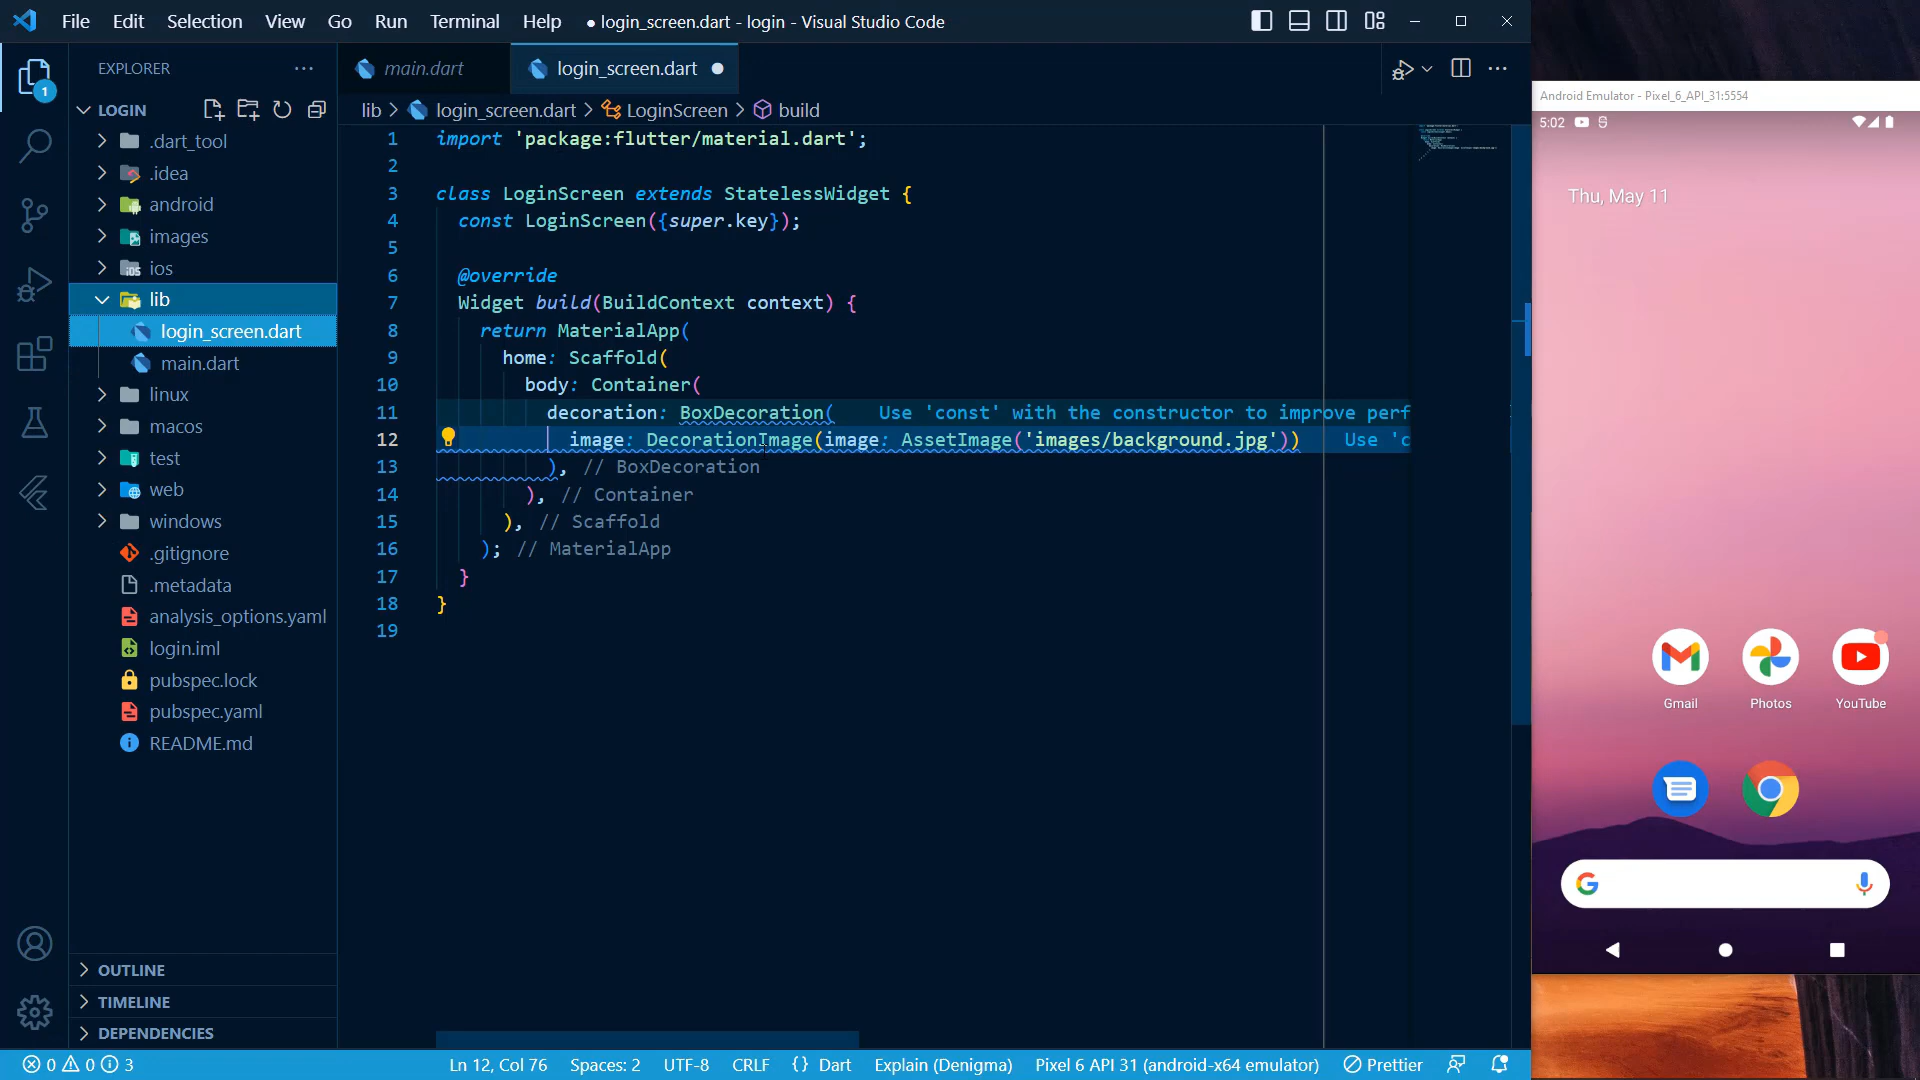 File Edit Selection View Go Run Terminal Help
● login_screen.dart - login - Visual Studio Code
EXPLORER
LOGIN
.dart_tool
.idea
android
images
ios
lib
login_screen.dart
main.dart
linux
macos
test
web
windows
.gitignore
.metadata
analysis_options.yaml
login.iml
pubspec.lock
pubspec.yaml
README.md
OUTLINE
TIMELINE
DEPENDENCIES
main.dart
login_screen.dart
lib > login_screen.dart > LoginScreen > build
1 import 'package:flutter/material.dart';
2
3 class LoginScreen extends StatelessWidget {
4 const LoginScreen({super.key});
5
6 @override
7 Widget build(BuildContext context) {
8 return MaterialApp(
9 home: Scaffold(
10 body: Container(
11 decoration: BoxDecoration( Use 'const' with the constructor to improve perf
12 image: DecorationImage(image: AssetImage('images/background.jpg')) Use 'c
13 ), // BoxDecoration
14 ), // Container
15 ), // Scaffold
16 ); // MaterialApp
17 }
18 }
19
0 0 3
Ln 12, Col 76 Spaces: 2 UTF-8 CRLF {} Dart Explain (Denigma) Pixel 6 API 31 (android-x64 emulator) Prettier
Android Emulator - Pixel_6_API_31:5554
5:02
Thu, May 11
Gmail Photos YouTube
1